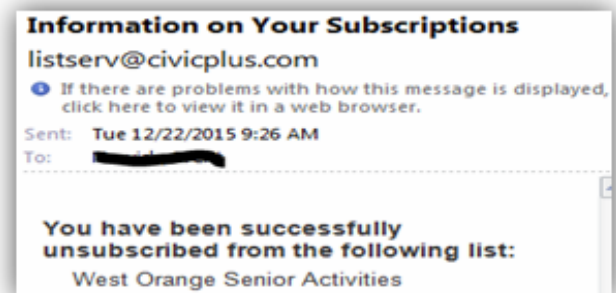 Information on Your Subscriptions
listserv@civicplus.com
If there are problems with how this message is displayed,
click here to view it in a web browser.
Sent: Tue 12/22/2015 9:26 AM
To:
You have been successfully
unsubscribed from the following list:
West Orange Senior Activities